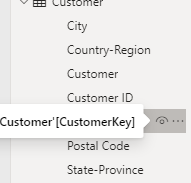 Customer
City
Country-Region
Customer
Customer ID
Customer'[CustomerKey]
Postal Code
State-Province